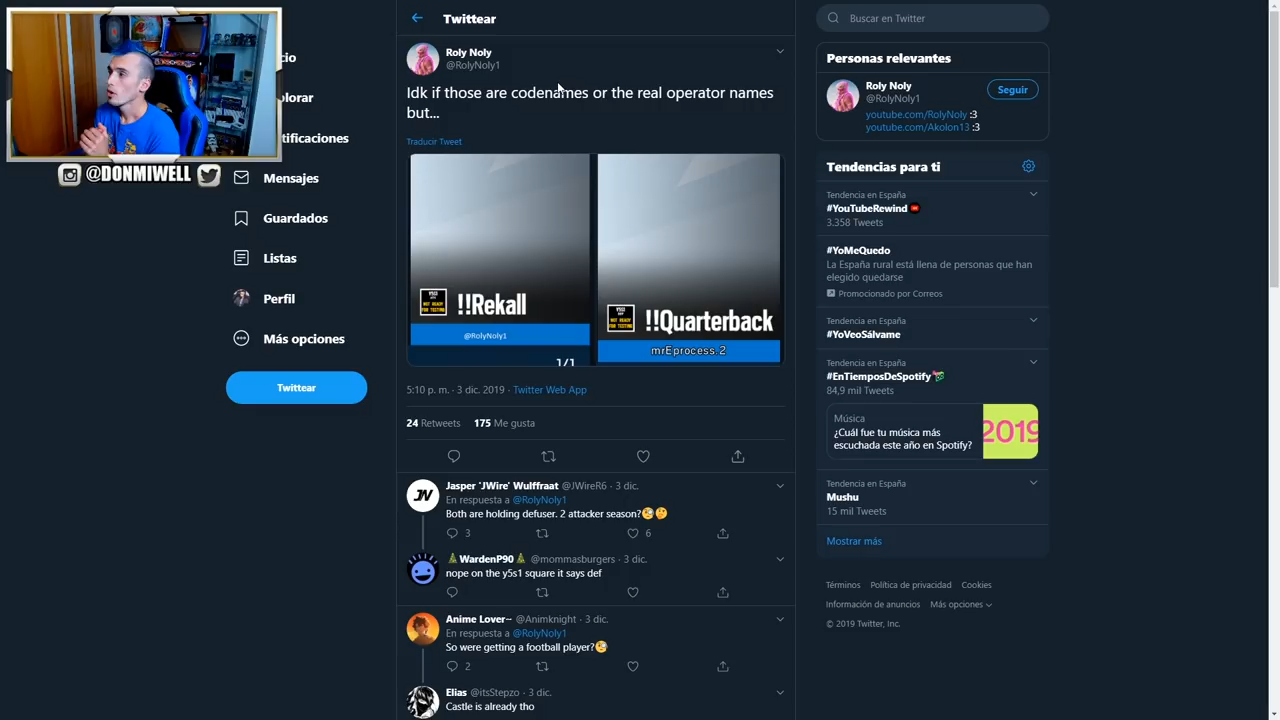 @DONMIWELL
cio
orar
tificaciones
Mensajes
Guardados
Listas
Perfil
Más opciones
Twittear
Twittear
Roly Noly
@RolyNoly1
Idk if those are codenames or the real operator names
but...
Traducir Tweet
!!Rekall
@RolyNoly1
1/1
NOT READY
FOR TESTING
!!Quarterback
mrEprocess.2
5:10 p. m. · 3 dic. 2019 · Twitter Web App
24 Retweets 175 Me gusta
JW
Jasper 'JWire' Wulffraat @JWireR6 · 3 dic.
En respuesta a @RolyNoly1
Both are holding defuser. 2 attacker season?🧐🤔
3 6
🎄WardenP90🎄 @mommasburgers · 3 dic.
nope on the y5s1 square it says def
Anime Lover~ @Animknight · 3 dic.
En respuesta a @RolyNoly1
So were getting a football player?🧐
2
Elias @itsStepzo · 3 dic.
Castle is already tho
Buscar en Twitter
Personas relevantes
Roly Noly
@RolyNoly1
Seguir
youtube.com/RolyNoly :3
youtube.com/Akolon13 :3
Tendencias para ti
Tendencia en España
#YouTubeRewind
3.358 Tweets
#YoMeQuedo
La España rural está llena de personas que han
elegido quedarse
Promocionado por Correos
Tendencia en España
#YoVeoSálvame
Tendencia en España
#EnTiemposDeSpotify
84,9 mil Tweets
Música
¿Cuál fue tu música más
escuchada este año en Spotify?
2019
Tendencia en España
Mushu
15 mil Tweets
Mostrar más
Términos Política de privacidad Cookies
Información de anuncios Más opciones
© 2019 Twitter, Inc.